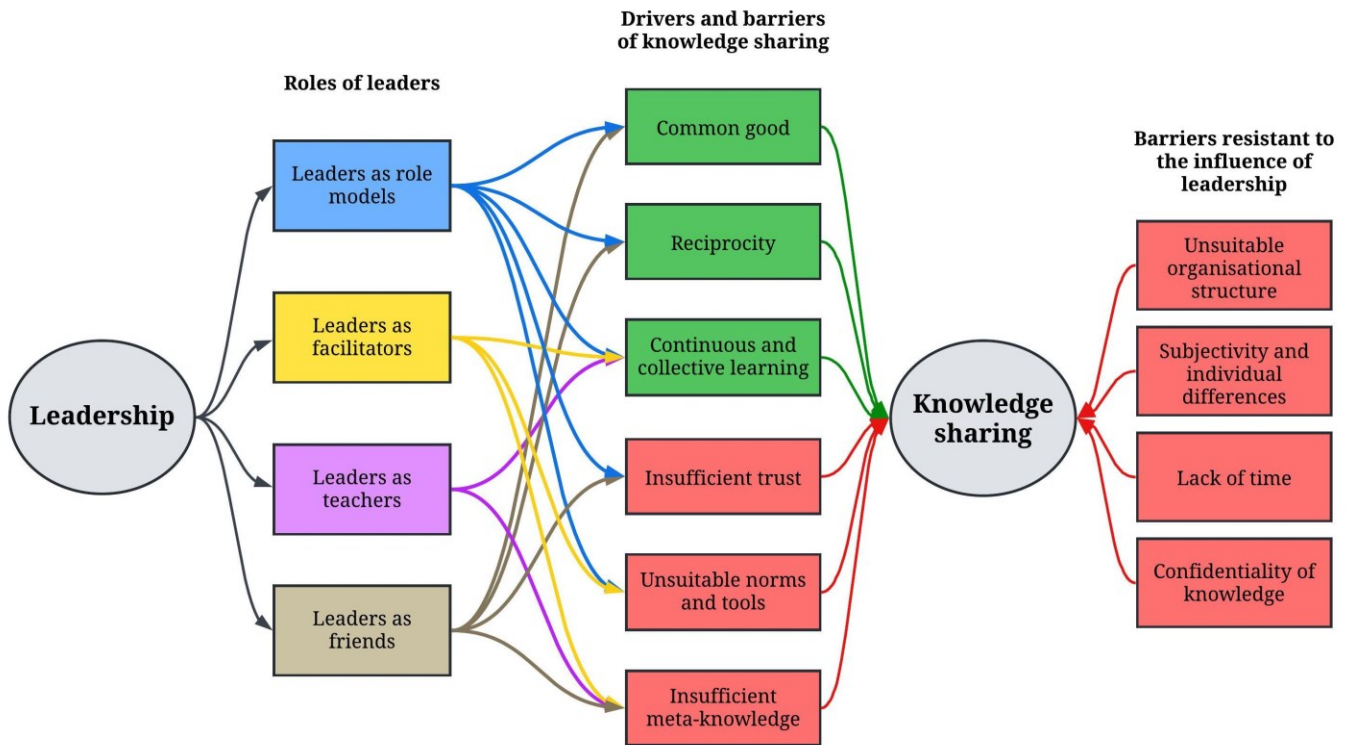 Drivers and barriers
of knowledge sharing
Roles of leaders
Barriers resistant to
the influence of
leadership
Leadership
Leaders as role
models
Leaders as
facilitators
Leaders as
teachers
Leaders as
friends
Common good
Reciprocity
Continuous and
collective learning
Insufficient trust
Unsuitable norms
and tools
Insufficient
meta-knowledge
Knowledge
sharing
Unsuitable
organisational
structure
Subjectivity and
individual
differences
Lack of time
Confidentiality of
knowledge